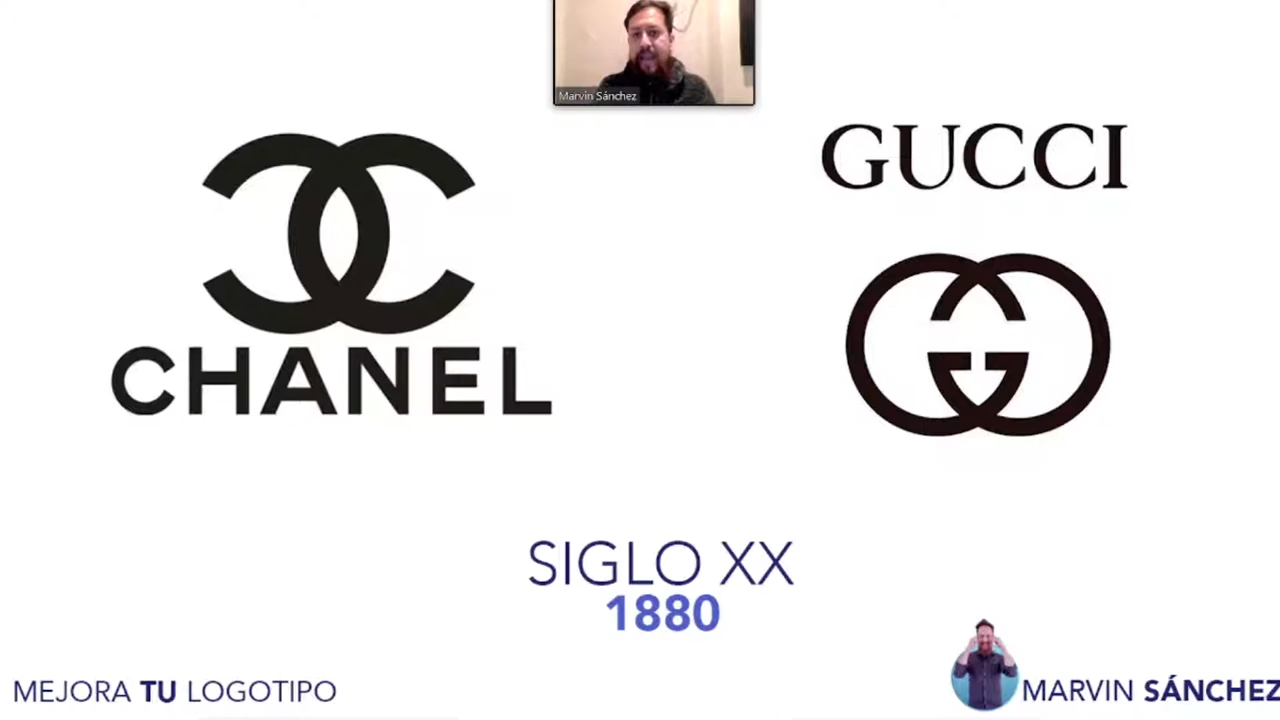 Marvin Sánchez
CHANEL
GUCCI
SIGLO XX
1880
MEJORA TU LOGOTIPO
MARVIN SÁNCHEZ